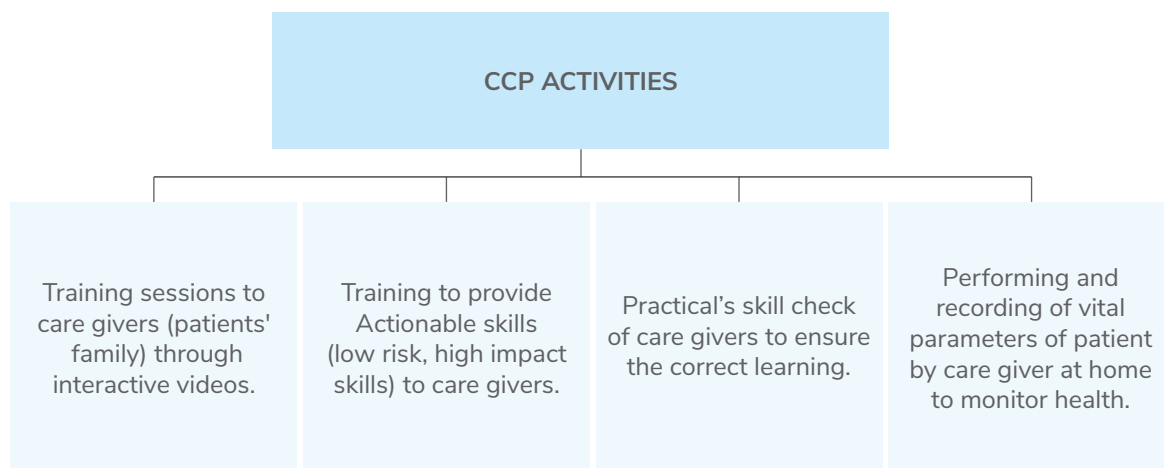 CCP ACTIVITIES
Training sessions to
care givers (patients'
family) through
interactive videos.
Training to provide
Actionable skills
(low risk, high impact
skills) to care givers.
Practical’s skill check
of care givers to ensure
the correct learning.
Performing and
recording of vital
parameters of patient
by care giver at home
to monitor health.